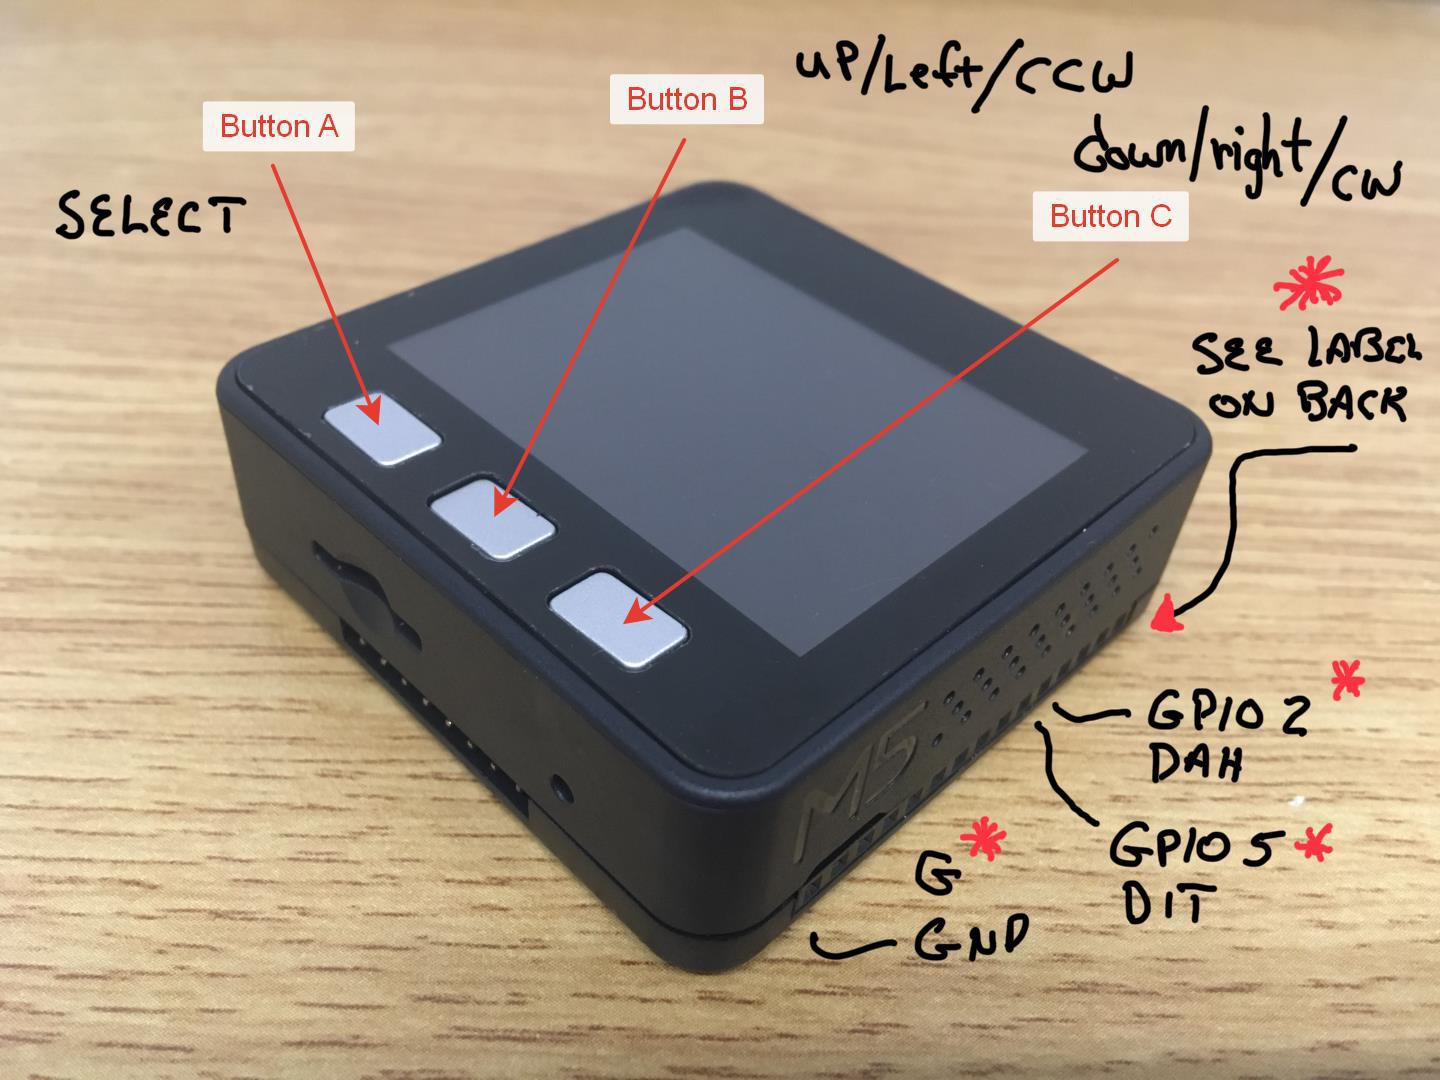 up/Left/CCW
Button B
Button A
down/right/CW
SELECT
Button C
SEE LABEL
ON BACK
GPIO 2
DAH
M5
GPIO 5
DIT
G
GND